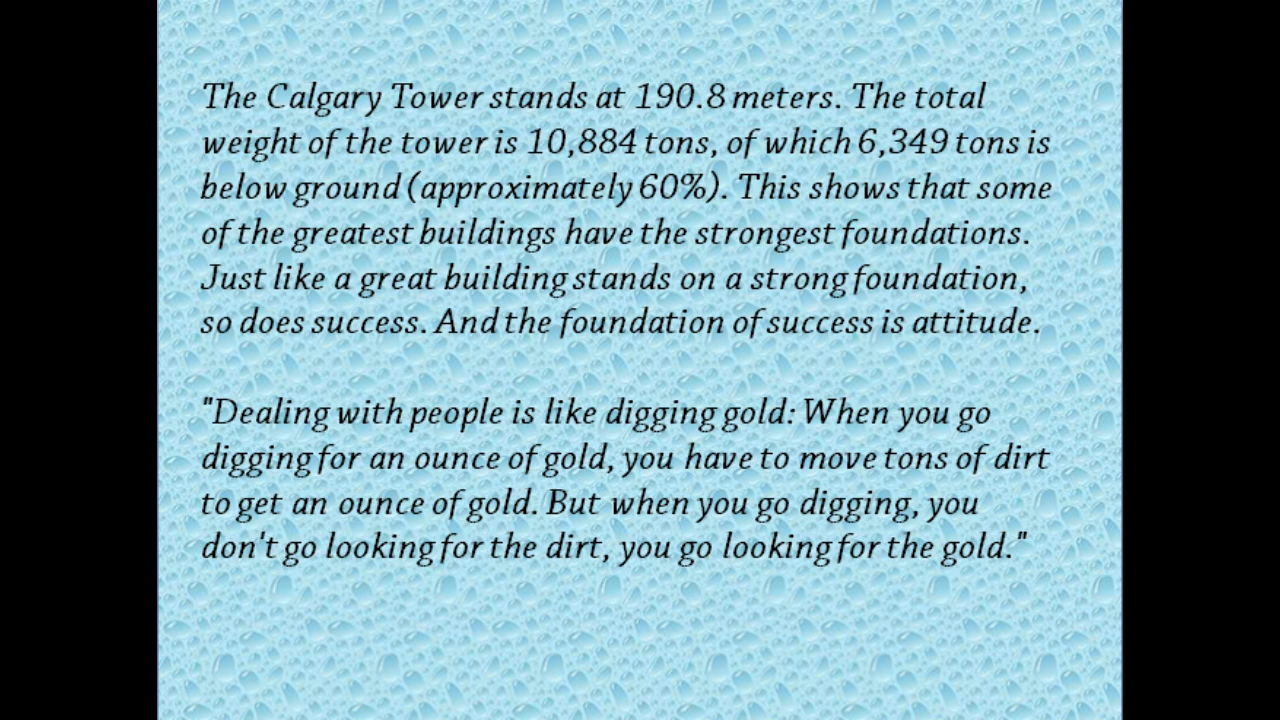 The Calgary Tower stands at 190.8 meters. The total
weight of the tower is 10,884 tons, of which 6,349 tons is
below ground (approximately 60%). This shows that some
of the greatest buildings have the strongest foundations.
Just like a great building stands on a strong foundation,
so does success. And the foundation of success is attitude.
"Dealing with people is like digging gold: When you go
digging for an ounce of gold, you have to move tons of dirt
to get an ounce of gold. But when you go digging, you
don't go looking for the dirt, you go looking for the gold."